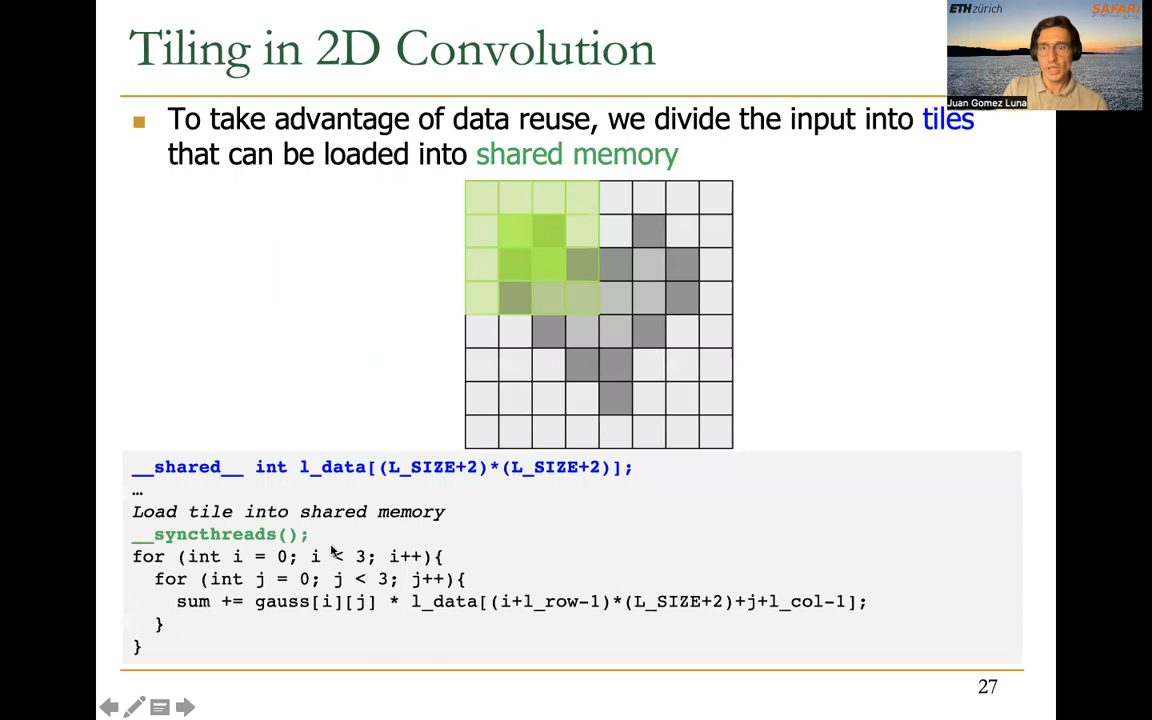 Tiling in 2D Convolution
ETH zürich
SAFARI
Juan Gomez Luna
To take advantage of data reuse, we divide the input into tiles
that can be loaded into shared memory
__shared__ int l_data[(L_SIZE+2)*(L_SIZE+2)];
…
Load tile into shared memory
__syncthreads();
for (int i = 0; i < 3; i++){
for (int j = 0; j < 3; j++){
sum += gauss[i][j] * l_data[(i+l_row-1)*(L_SIZE+2)+j+l_col-1];
}
}
27